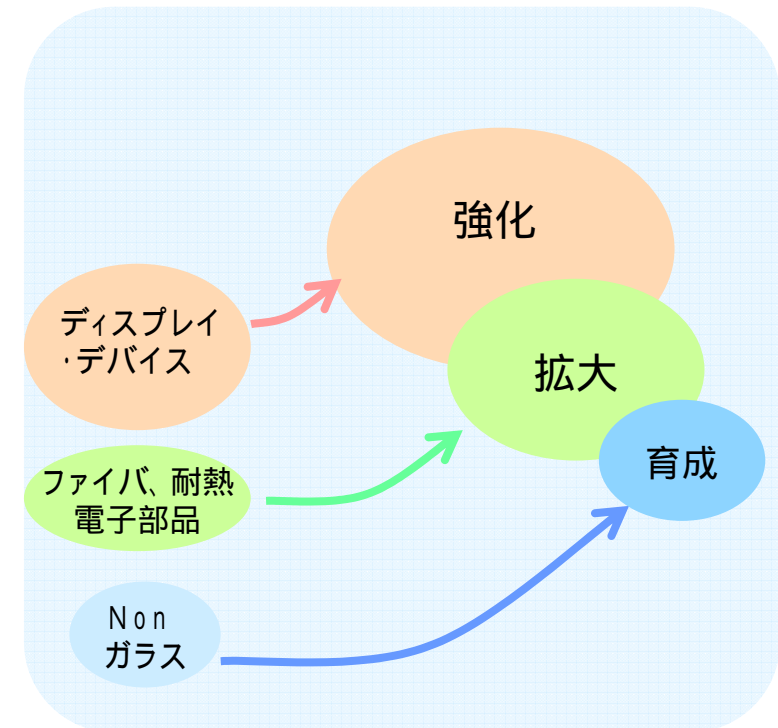 強化
ディスプレイ
・デバイス
拡大
ファイバ、耐熱
電子部品
育成
Non
ガラス